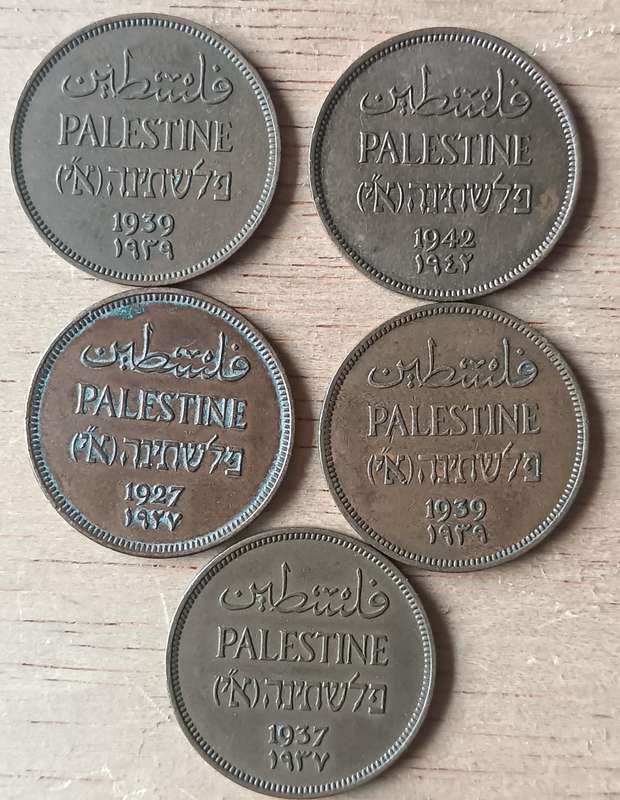 فلسطين
PALESTINE
פלשתינה (א״י)
1939
١٩٣٩
فلسطين
PALESTINE
פלשתינה (א״י)
1942
١٩٤٢
فلسطين
PALESTINE
פלשתינה (א״י)
1927
١٩٢٧
فلسطين
PALESTINE
פלשתינה (א״י)
1939
١٩٣٩
فلسطين
PALESTINE
פלשתינה (א״י)
1937
١٩٣٧